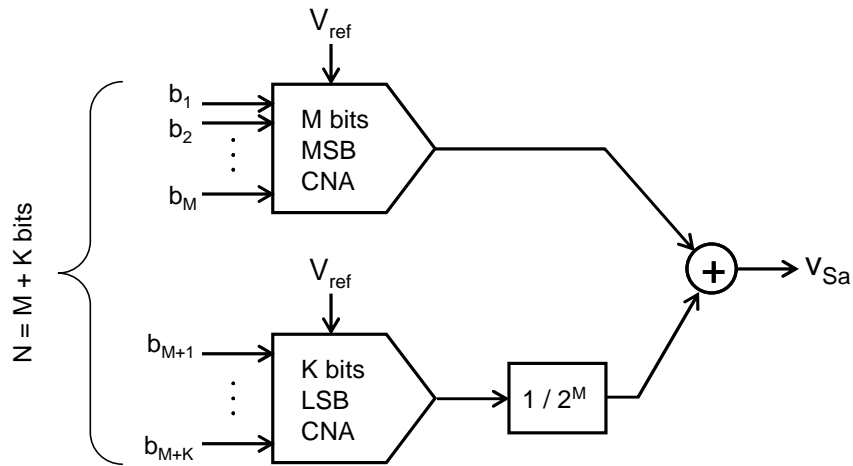 V_ref
b_1
b_2
⋮
b_M
M bits
MSB
CNA
N = M + K bits
+
v_Sa
V_ref
b_M+1
⋮
b_M+K
K bits
LSB
CNA
1 / 2^M